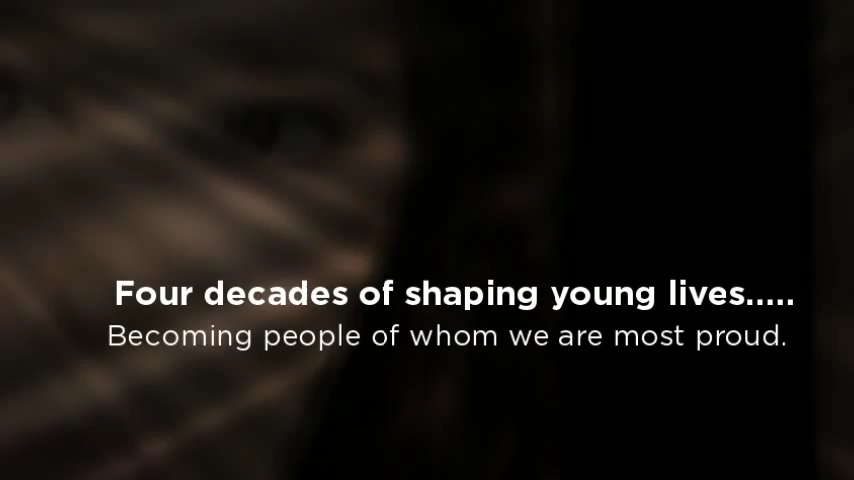 Four decades of shaping young lives.....
Becoming people of whom we are most proud.